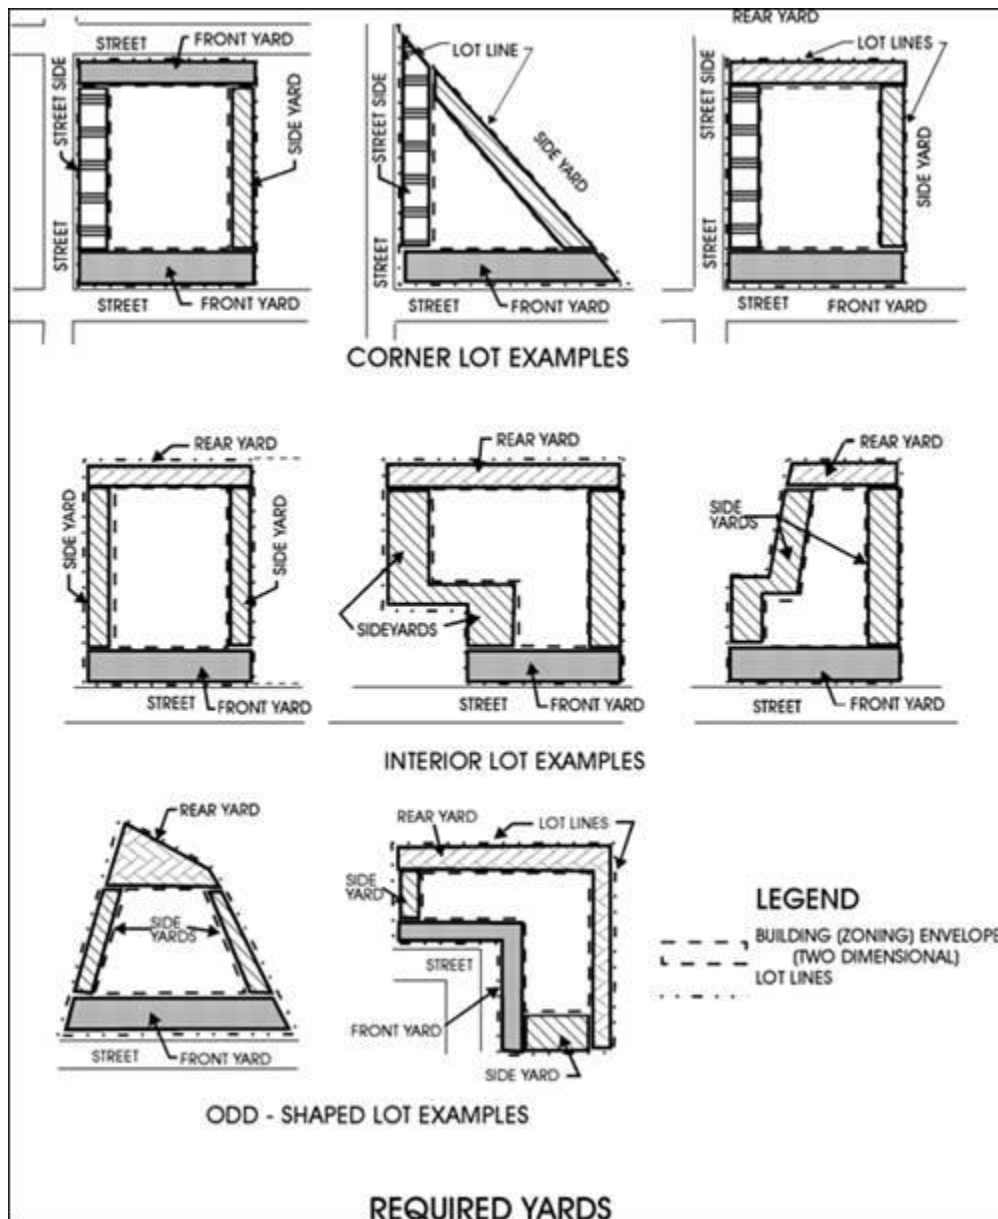 REAR YARD
STREET
FRONT YARD
LOT LINE
LOT LINES
STREET SIDE
SIDE YARD
STREET SIDE
SIDE YARD
STREET SIDE
SIDE YARD
STREET
STREET
STREET
STREET
FRONT YARD
STREET
FRONT YARD
STREET
FRONT YARD
CORNER LOT EXAMPLES
REAR YARD
REAR YARD
REAR YARD
SIDE YARD
SIDE YARD
SIDE
YARDS
SIDEYARDS
STREET
FRONT YARD
STREET
FRONT YARD
STREET
FRONT YARD
INTERIOR LOT EXAMPLES
REAR YARD
REAR YARD
LOT LINES
SIDE
YARD
SIDE
YARDS
STREET
FRONT YARD
STREET
FRONT YARD
SIDE YARD
LEGEND
BUILDING (ZONING) ENVELOPE
(TWO DIMENSIONAL)
LOT LINES
ODD - SHAPED LOT EXAMPLES
REQUIRED YARDS